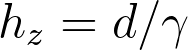 h_z = d/γ